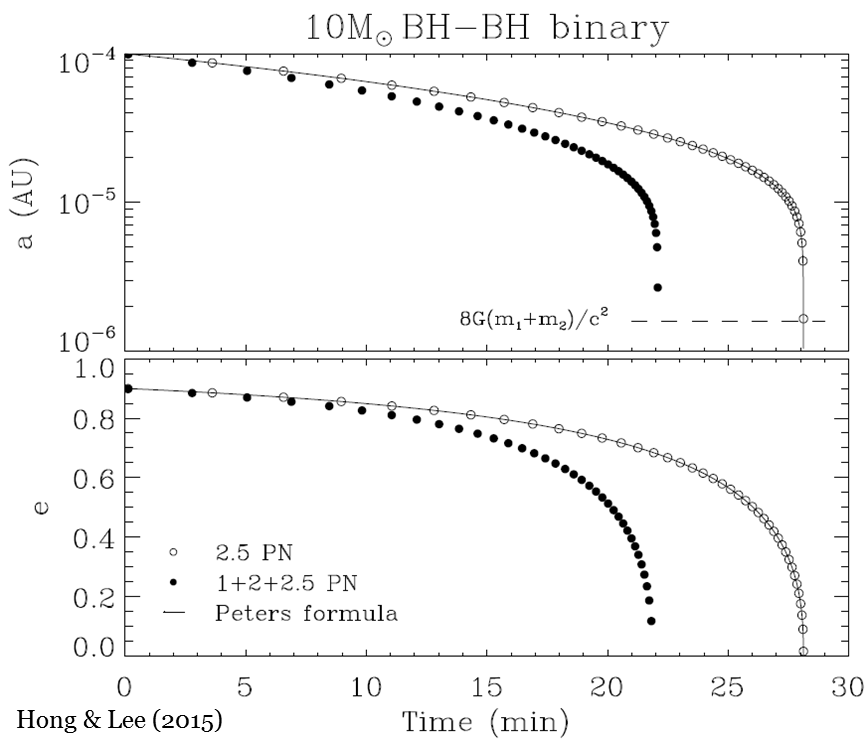 10M☉ BH−BH binary
10⁻⁴
10⁻⁵
10⁻⁶
a (AU)
8G(m₁+m₂)/c²
1.0
0.8
0.6
0.4
0.2
0.0
e
2.5 PN
1+2+2.5 PN
Peters formula
0 5 10 15 20 25 30
Time (min)
Hong & Lee (2015)